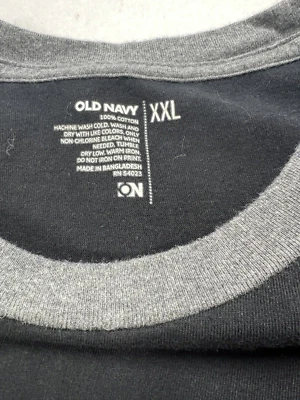 OLD NAVY
100% COTTON
MACHINE WASH COLD. WASH AND
DRY WITH LIKE COLORS. ONLY
NON-CHLORINE BLEACH WHEN
NEEDED. TUMBLE
DRY LOW. WARM IRON.
DO NOT IRON ON PRINT.
MADE IN BANGLADESH
RN 54023
ON
XXL